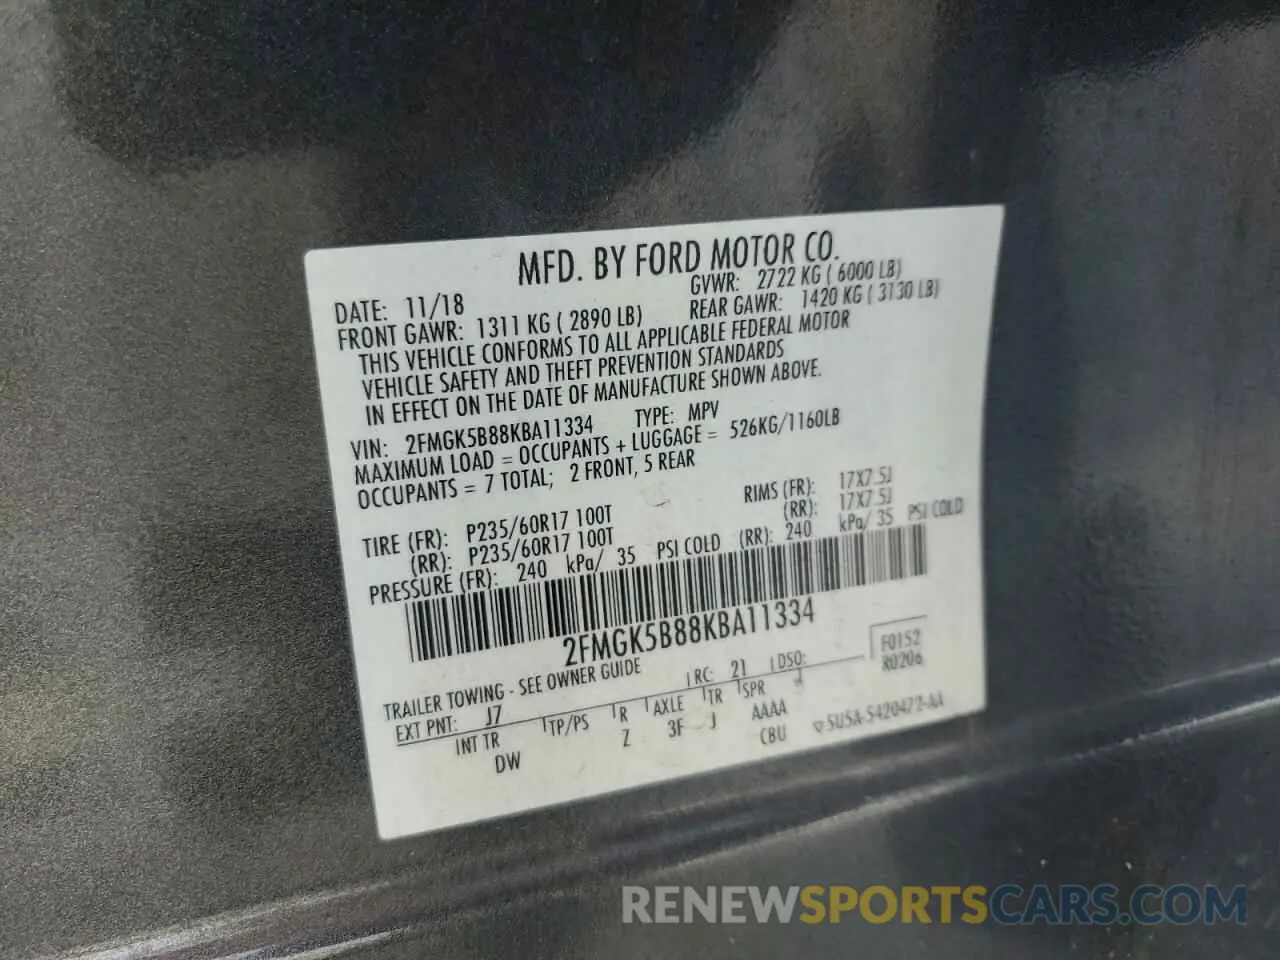 MFD. BY FORD MOTOR CO.
DATE: 11/18 GVWR: 2722 KG ( 6000 LB)
FRONT GAWR: 1311 KG ( 2890 LB) REAR GAWR: 1420 KG ( 3130 LB)
THIS VEHICLE CONFORMS TO ALL APPLICABLE FEDERAL MOTOR
VEHICLE SAFETY AND THEFT PREVENTION STANDARDS
IN EFFECT ON THE DATE OF MANUFACTURE SHOWN ABOVE.
VIN: 2FMGK5B88KBA11334 TYPE: MPV
MAXIMUM LOAD = OCCUPANTS + LUGGAGE = 526KG/1160LB
OCCUPANTS = 7 TOTAL; 2 FRONT, 5 REAR
TIRE (FR): P235/60R17 100T RIMS (FR): 17X7.5J
(RR): P235/60R17 100T (RR): 17X7.5J
PRESSURE (FR): 240 kPa/ 35 PSI COLD (RR): 240 kPa/ 35 PSI COLD
2FMGK5B88KBA11334
F0152
R0206
TRAILER TOWING - SEE OWNER GUIDE
EXT PNT: J7 RC: 21 DSO:
INT TR TP/PS R AXLE TR SPR
DW Z 3F J AAAA
CBU
5U5A-5420472-AA
RENEWSPORTSCARS.COM